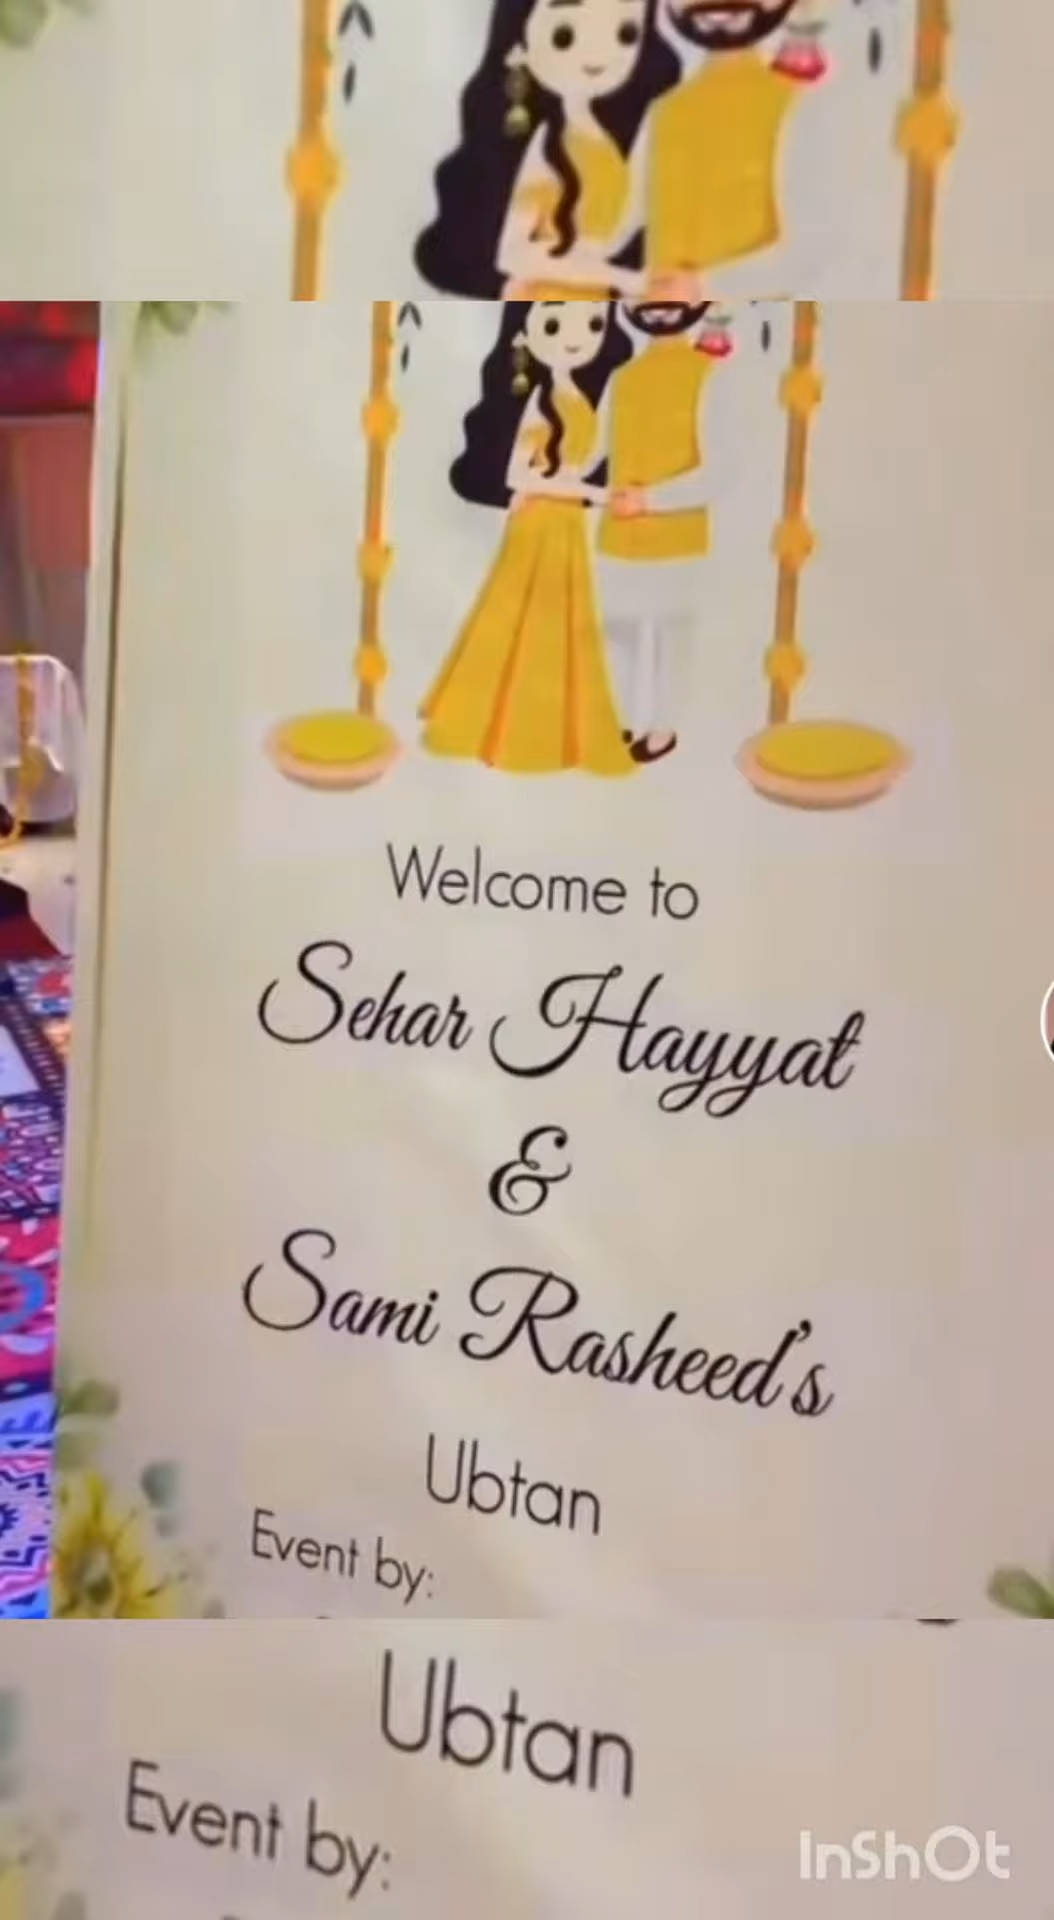 Welcome to
Sehar Hayyat
&
Sami Rasheed's
Ubtan
Event by:
Ubtan
Event by:
InShOt